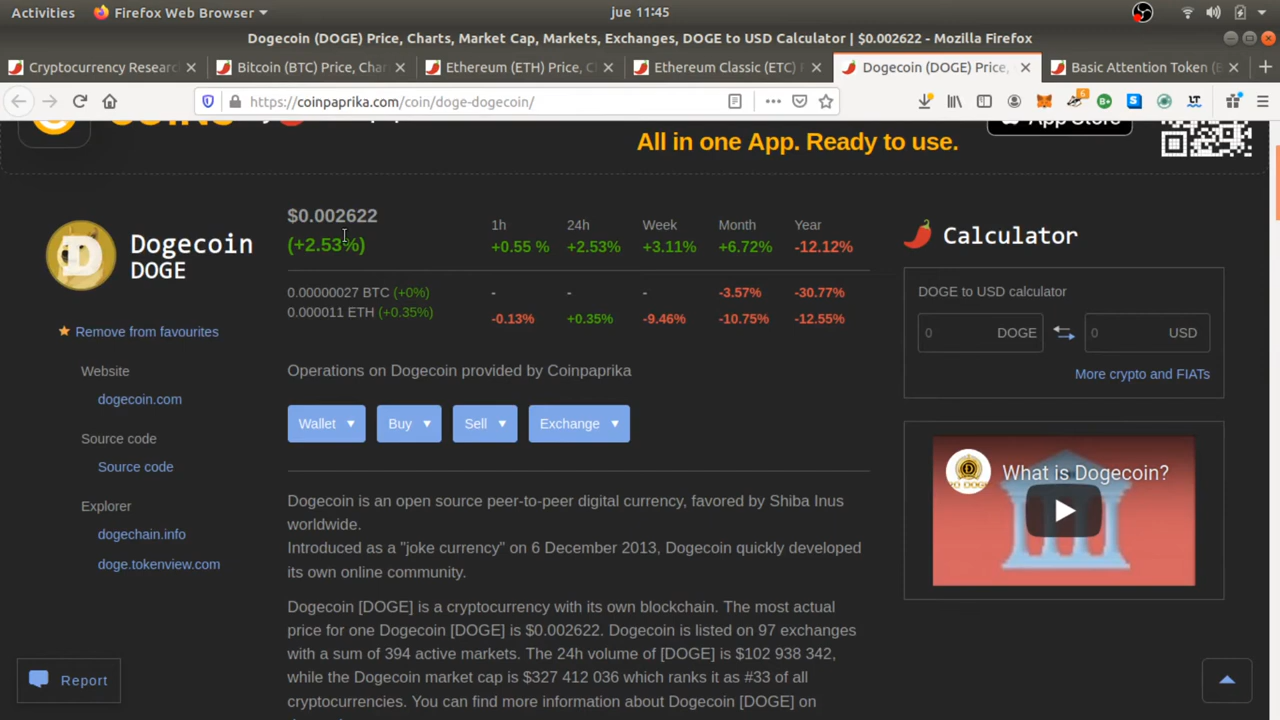 Activities
Firefox Web Browser
jue 11:45
Dogecoin (DOGE) Price, Charts, Market Cap, Markets, Exchanges, DOGE to USD Calculator | $0.002622 - Mozilla Firefox
Cryptocurrency Researc
Bitcoin (BTC) Price, Char
Ethereum (ETH) Price, C
Ethereum Classic (ETC)
Dogecoin (DOGE) Price,
Basic Attention Token (B
https://coinpaprika.com/coin/doge-dogecoin/
6
App Store
All in one App. Ready to use.
Dogecoin
DOGE
Remove from favourites
Website
dogecoin.com
Source code
Source code
Explorer
dogechain.info
doge.tokenview.com
Report
$0.002622
(+2.53%)
1h 24h Week Month Year
+0.55 % +2.53% +3.11% +6.72% -12.12%
0.00000027 BTC (+0%) - - - -3.57% -30.77%
0.000011 ETH (+0.35%) -0.13% +0.35% -9.46% -10.75% -12.55%
Operations on Dogecoin provided by Coinpaprika
Wallet Buy Sell Exchange
Dogecoin is an open source peer-to-peer digital currency, favored by Shiba Inus
worldwide.
Introduced as a "joke currency" on 6 December 2013, Dogecoin quickly developed
its own online community.
Dogecoin [DOGE] is a cryptocurrency with its own blockchain. The most actual
price for one Dogecoin [DOGE] is $0.002622. Dogecoin is listed on 97 exchanges
with a sum of 394 active markets. The 24h volume of [DOGE] is $102 938 342,
while the Dogecoin market cap is $327 412 036 which ranks it as #33 of all
cryptocurrencies. You can find more information about Dogecoin [DOGE] on
Calculator
DOGE to USD calculator
0 DOGE
0 USD
More crypto and FIATs
What is Dogecoin?